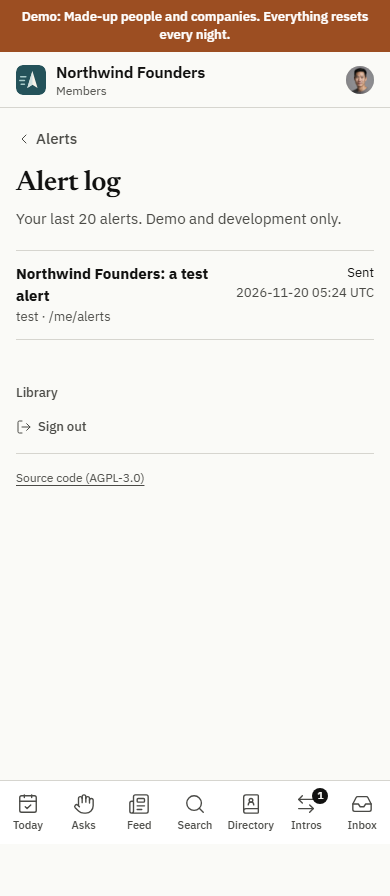 Demo: Made-up people and companies. Everything resets
every night.
Northwind Founders
Members
Alerts
Alert log
Your last 20 alerts. Demo and development only.
Northwind Founders: a test
alert
Sent
2026-11-20 05:24 UTC
test · /me/alerts
Library
Sign out
Source code (AGPL-3.0)
1
Today
Asks
Feed
Search
Directory
Intros
Inbox